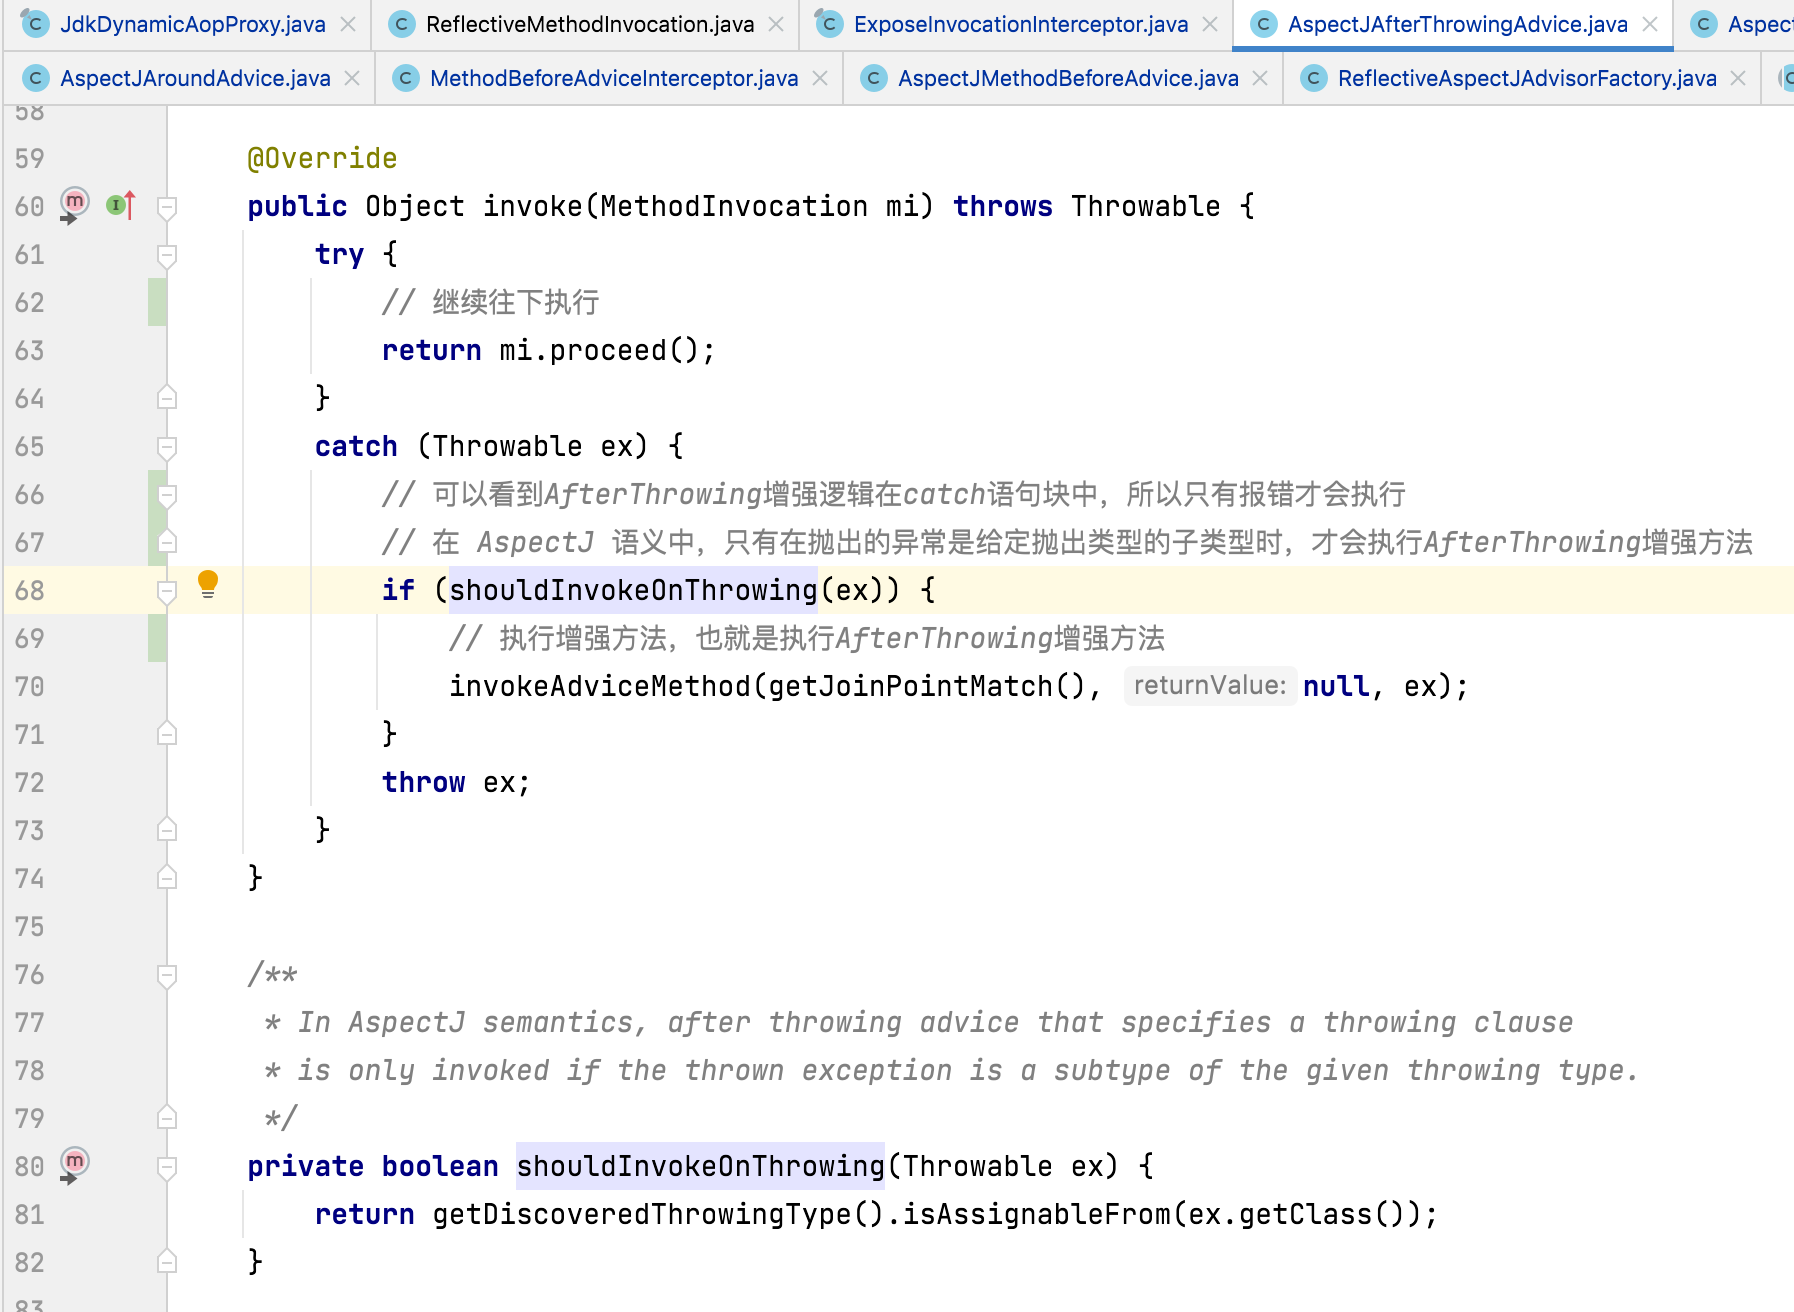 JdkDynamicAopProxy.java ReflectiveMethodInvocation.java ExposeInvocationInterceptor.java AspectJAfterThrowingAdvice.java
AspectJAroundAdvice.java MethodBeforeAdviceInterceptor.java AspectJMethodBeforeAdvice.java ReflectiveAspectJAdvisorFactory.java
58
59 @Override
60 public Object invoke(MethodInvocation mi) throws Throwable {
61 try {
62 // 继续往下执行
63 return mi.proceed();
64 }
65 catch (Throwable ex) {
66 // 可以看到AfterThrowing增强逻辑在catch语句块中，所以只有报错才会执行
67 // 在 AspectJ 语义中，只有在抛出的异常是给定抛出类型的子类型时，才会执行AfterThrowing增强方法
68 if (shouldInvokeOnThrowing(ex)) {
69 // 执行增强方法，也就是执行AfterThrowing增强方法
70 invokeAdviceMethod(getJoinPointMatch(), returnValue: null, ex);
71 }
72 throw ex;
73 }
74 }
75
76 /**
77 * In AspectJ semantics, after throwing advice that specifies a throwing clause
78 * is only invoked if the thrown exception is a subtype of the given throwing type.
79 */
80 private boolean shouldInvokeOnThrowing(Throwable ex) {
81 return getDiscoveredThrowingType().isAssignableFrom(ex.getClass());
82 }
83